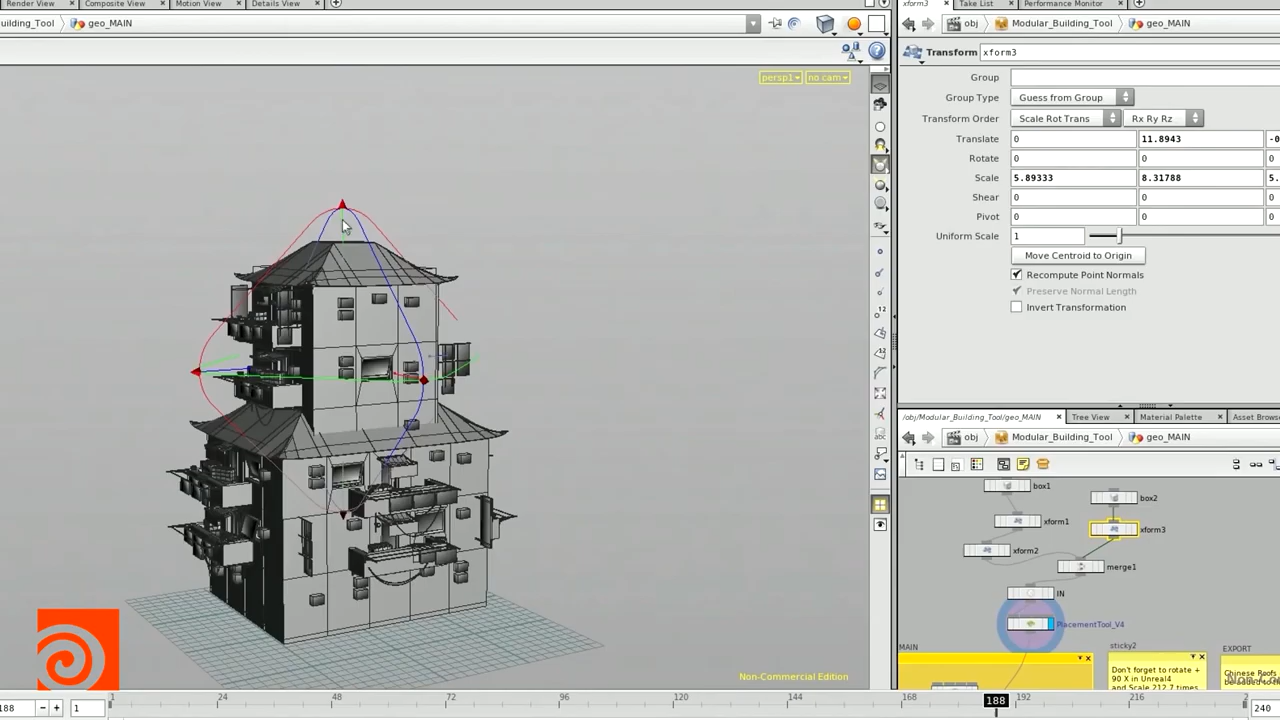 Render View
Composite View
Motion View
Details View
xform3
Take List
Performance Monitor
geo_MAIN
obj
Modular_Building_Tool
geo_MAIN
Transform
xform3
persp1
no cam
Group
Group Type
Guess from Group
Transform Order
Scale Rot Trans
Rx Ry Rz
Translate
0
11.8943
Rotate
0
0
0
Scale
5.89333
8.31788
5.
Shear
0
0
0
Pivot
0
0
0
Uniform Scale
1
Move Centroid to Origin
Recompute Point Normals
Preserve Normal Length
Invert Transformation
/obj/Modular_Building_Tool/geo_MAIN
Tree View
Material Palette
Asset Brows
obj
Modular_Building_Tool
geo_MAIN
box1
box2
xform1
xform3
xform2
merge1
IN
PlacementTool_V4
MAIN
sticky2
EXPORT
Don't forget to rotate +
90 X in Unreal4
and Scale 212.7 times
Chinese Roofs
Non-Commercial Edition
1
24
48
72
96
120
144
168
188
192
216
2
188
1
240